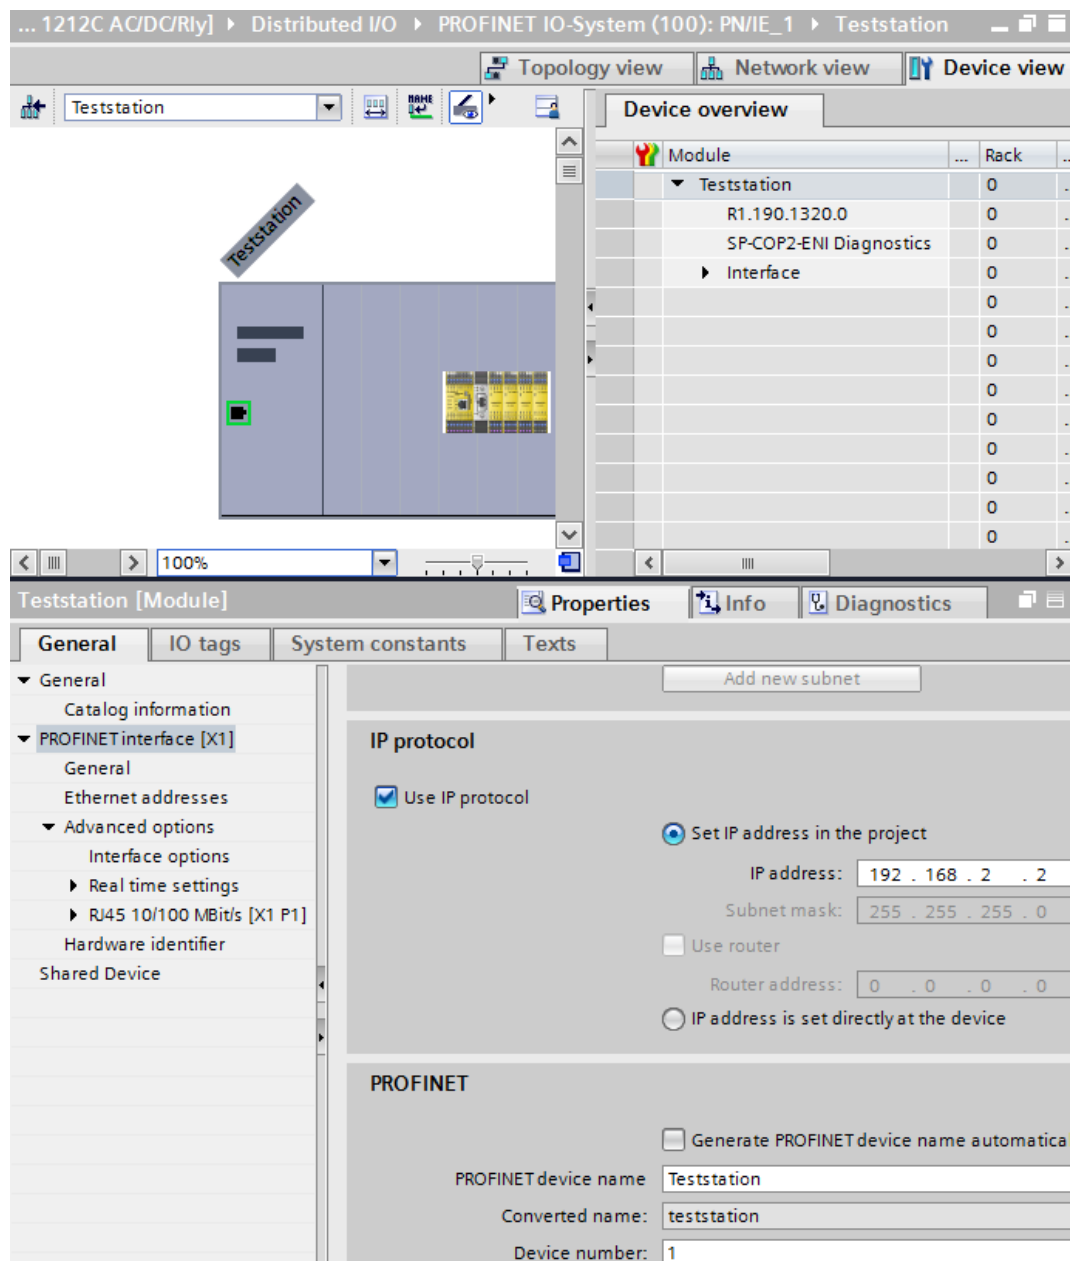 ... 1212C AC/DC/Rly] Distributed I/O PROFINET IO-System (100): PN/IE_1 Teststation
Topology view Network view Device view
Teststation NAME
Device overview
Module ... Rack ..
Teststation 0 .
R1.190.1320.0 0 .
SP-COP2-ENI Diagnostics 0 .
Interface 0 .
0 .
0 .
0 .
0 .
0 .
0 .
0 .
0 .
0 .
Teststation
100%
Teststation [Module] Properties Info Diagnostics
General IO tags System constants Texts
General
Catalog information
PROFINET interface [X1]
General
Ethernet addresses
Advanced options
Interface options
Real time settings
RJ45 10/100 MBit/s [X1 P1]
Hardware identifier
Shared Device
Add new subnet
IP protocol
Use IP protocol
Set IP address in the project
IP address: 192 . 168 . 2 . 2
Subnet mask: 255 . 255 . 255 . 0
Use router
Router address: 0 . 0 . 0 . 0
IP address is set directly at the device
PROFINET
Generate PROFINET device name automatica
PROFINET device name Teststation
Converted name: teststation
Device number: 1